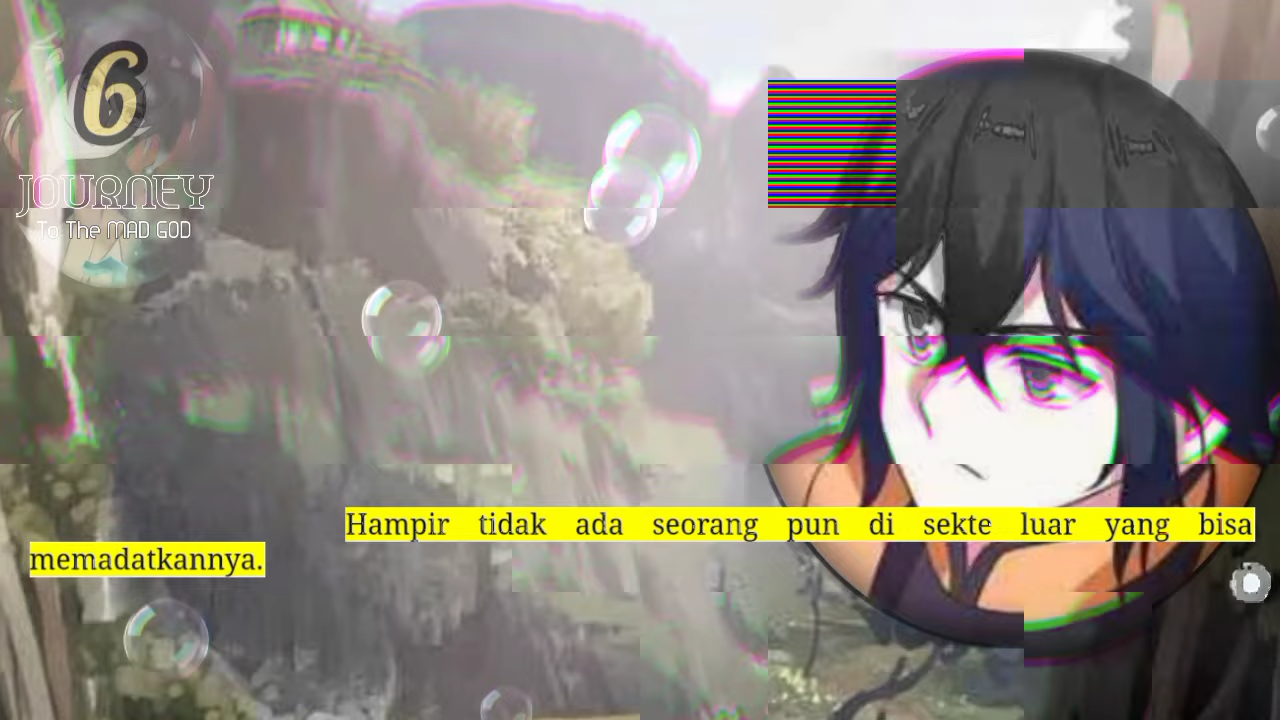 6
JOURNEY
To The MAD GOD
Hampir tidak ada seorang pun di sekte luar yang bisa
memadatkannya.